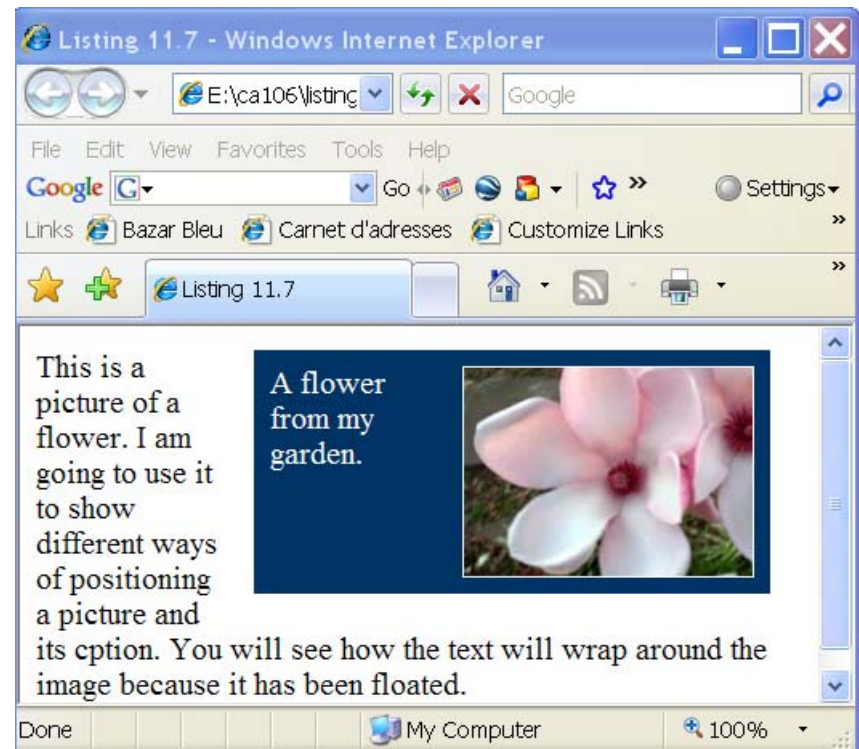 Listing 11.7 - Windows Internet Explorer
E:\ca106\listing
Google
File Edit View Favorites Tools Help
Google G Go » Settings
Links Bazar Bleu Carnet d'adresses Customize Links »
Listing 11.7 »
This is a
picture of a
flower. I am
going to use it
to show
different ways
of positioning
a picture and
its cption. You will see how the text will wrap around the
image because it has been floated.
A flower
from my
garden.
Done My Computer 100%